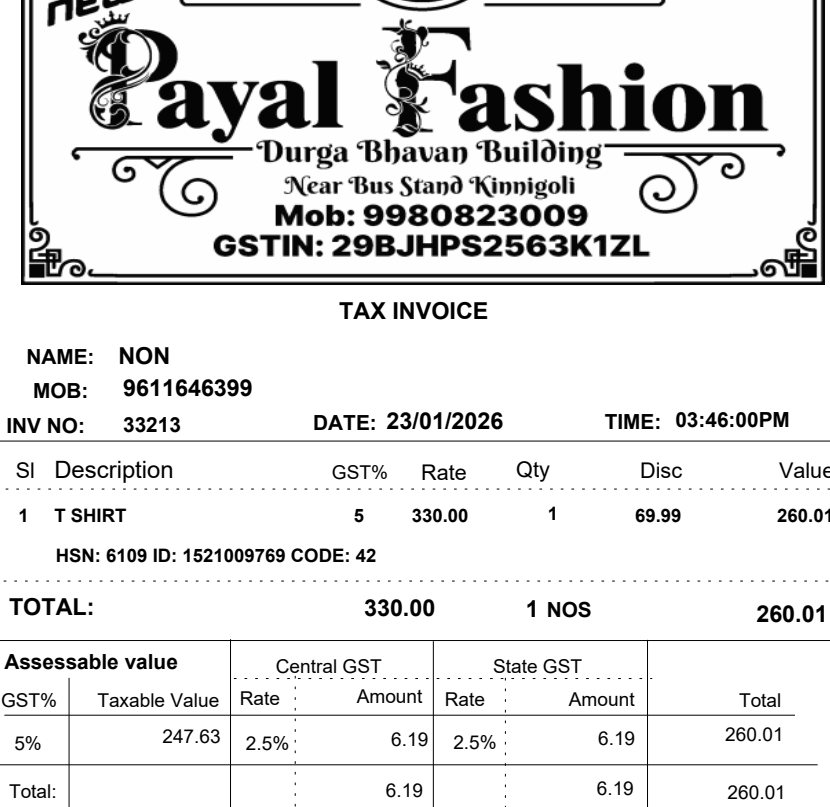 new
Payal Fashion
Durga Bhavan Building
Near Bus Stand Kinnigoli
Mob: 9980823009
GSTIN: 29BJHPS2563K1ZL
TAX INVOICE
NAME: NON
MOB: 9611646399
INV NO: 33213 DATE: 23/01/2026 TIME: 03:46:00PM
Sl Description GST% Rate Qty Disc Value
1 T SHIRT 5 330.00 1 69.99 260.01
HSN: 6109 ID: 1521009769 CODE: 42
TOTAL: 330.00 1 NOS 260.01
Assessable value Central GST State GST
GST% Taxable Value Rate Amount Rate Amount Total
5% 247.63 2.5% 6.19 2.5% 6.19 260.01
Total: 6.19 6.19 260.01